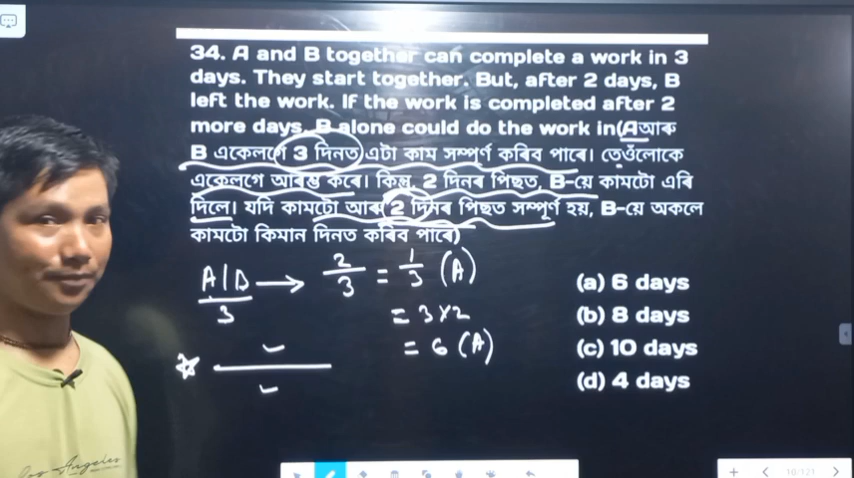 34. A and B together can complete a work in 3
days. They start together. But, after 2 days, B
left the work. If the work is completed after 2
more days, B alone could do the work in(Aআৰু
B একেলগে 3 দিনত এটা কাম সম্পূৰ্ণ কৰিব পাৰে। তেওঁলোকে
একেলগে আৰম্ভ কৰে। কিন্তু, 2 দিনৰ পিছত, B-য়ে কামটো এৰি
দিলে। যদি কামটো আৰু 2 দিনৰ পিছত সম্পূৰ্ণ হয়, B-য়ে অকলে
কামটো কিমান দিনত কৰিব পাৰে)
A|B/3 → 2/3 = 1/3 (A)
= 3×2
= 6 (A)
(a) 6 days
(b) 8 days
(c) 10 days
(d) 4 days
Los Angeles
10/121